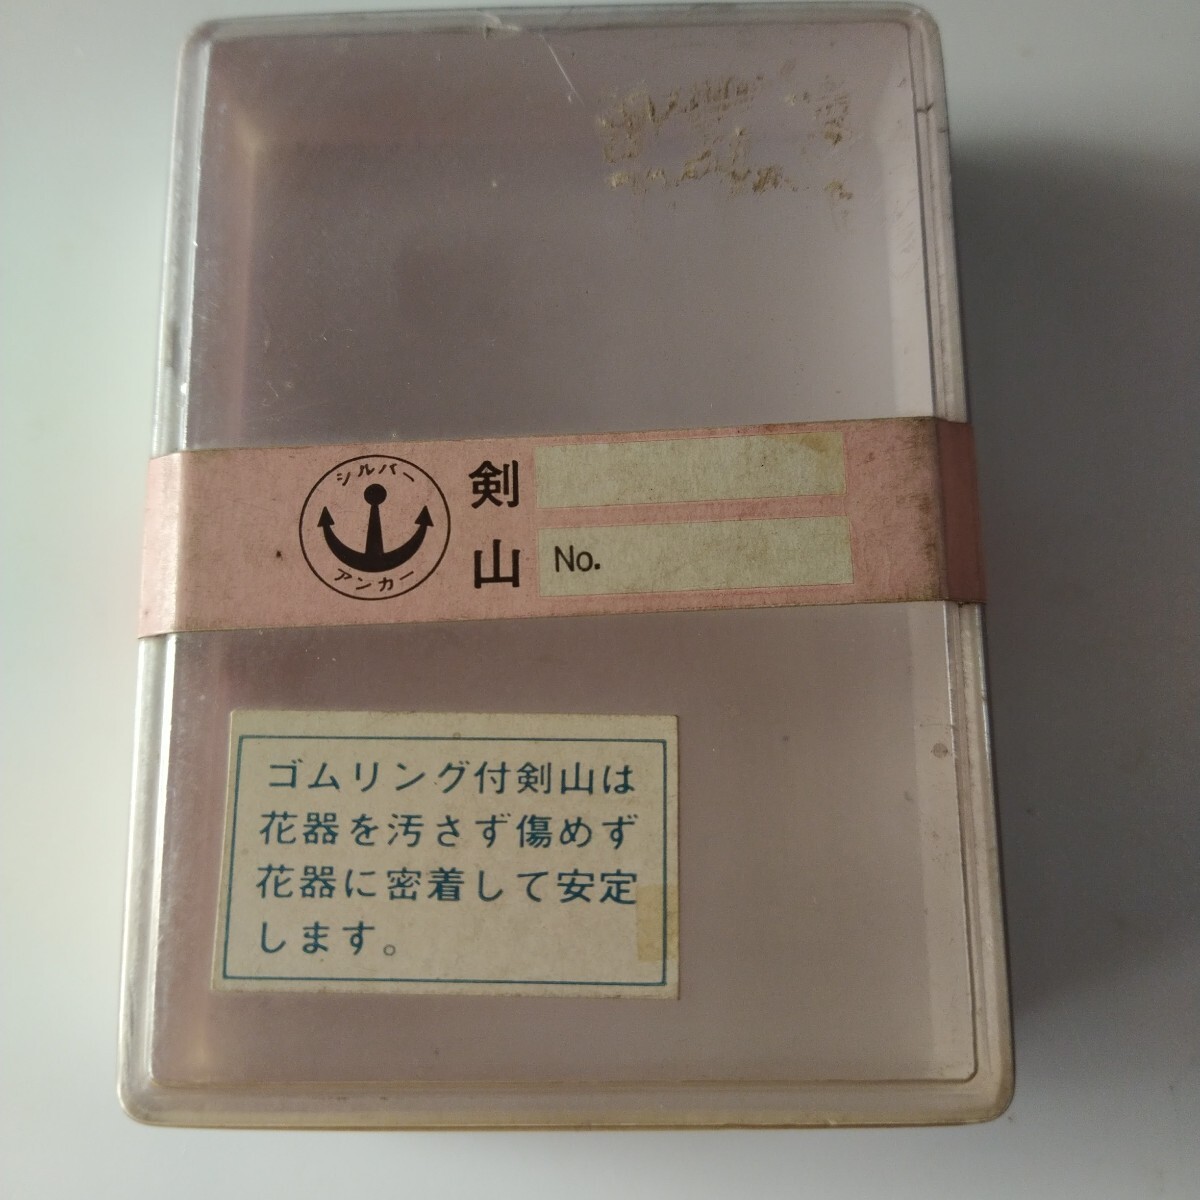 シルバー
アンカー
剣山
No.
ゴムリング付剣山は
花器を汚さず傷めず
花器に密着して安定
します。